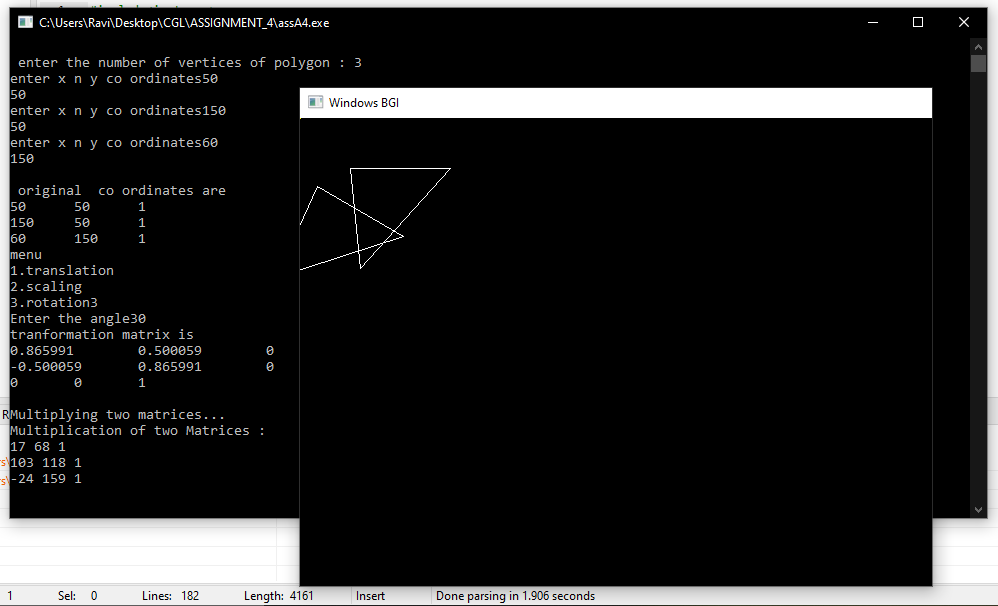 C:\Users\Ravi\Desktop\CGL\ASSIGNMENT_4\assA4.exe
enter the number of vertices of polygon : 3
enter x n y co ordinates50
50
enter x n y co ordinates150
50
enter x n y co ordinates60
150
original  co ordinates are
50 50 1
150 50 1
60 150 1
menu
1.translation
2.scaling
3.rotation3
Enter the angle30
tranformation matrix is
0.865991 0.500059 0
-0.500059 0.865991 0
0 0 1
Multiplying two matrices...
Multiplication of two Matrices :
17 68 1
103 118 1
-24 159 1
Windows BGI
1 Sel: 0 Lines: 182 Length: 4161 Insert Done parsing in 1.906 seconds